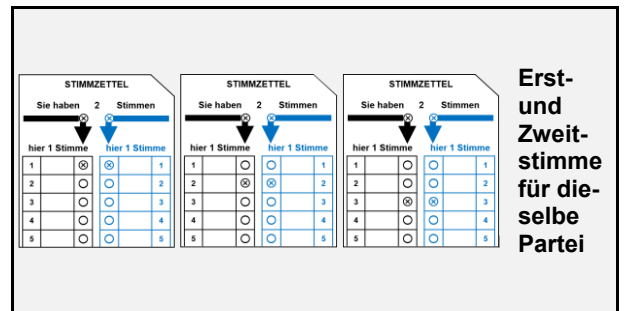 STIMMZETTEL
Sie haben 2 Stimmen
hier 1 Stimme hier 1 Stimme
1 1
2 2
3 3
4 4
5 5
STIMMZETTEL
Sie haben 2 Stimmen
hier 1 Stimme hier 1 Stimme
1 1
2 2
3 3
4 4
5 5
STIMMZETTEL
Sie haben 2 Stimmen
hier 1 Stimme hier 1 Stimme
1 1
2 2
3 3
4 4
5 5
Erst-
und
Zweit-
stimme
für die-
selbe
Partei